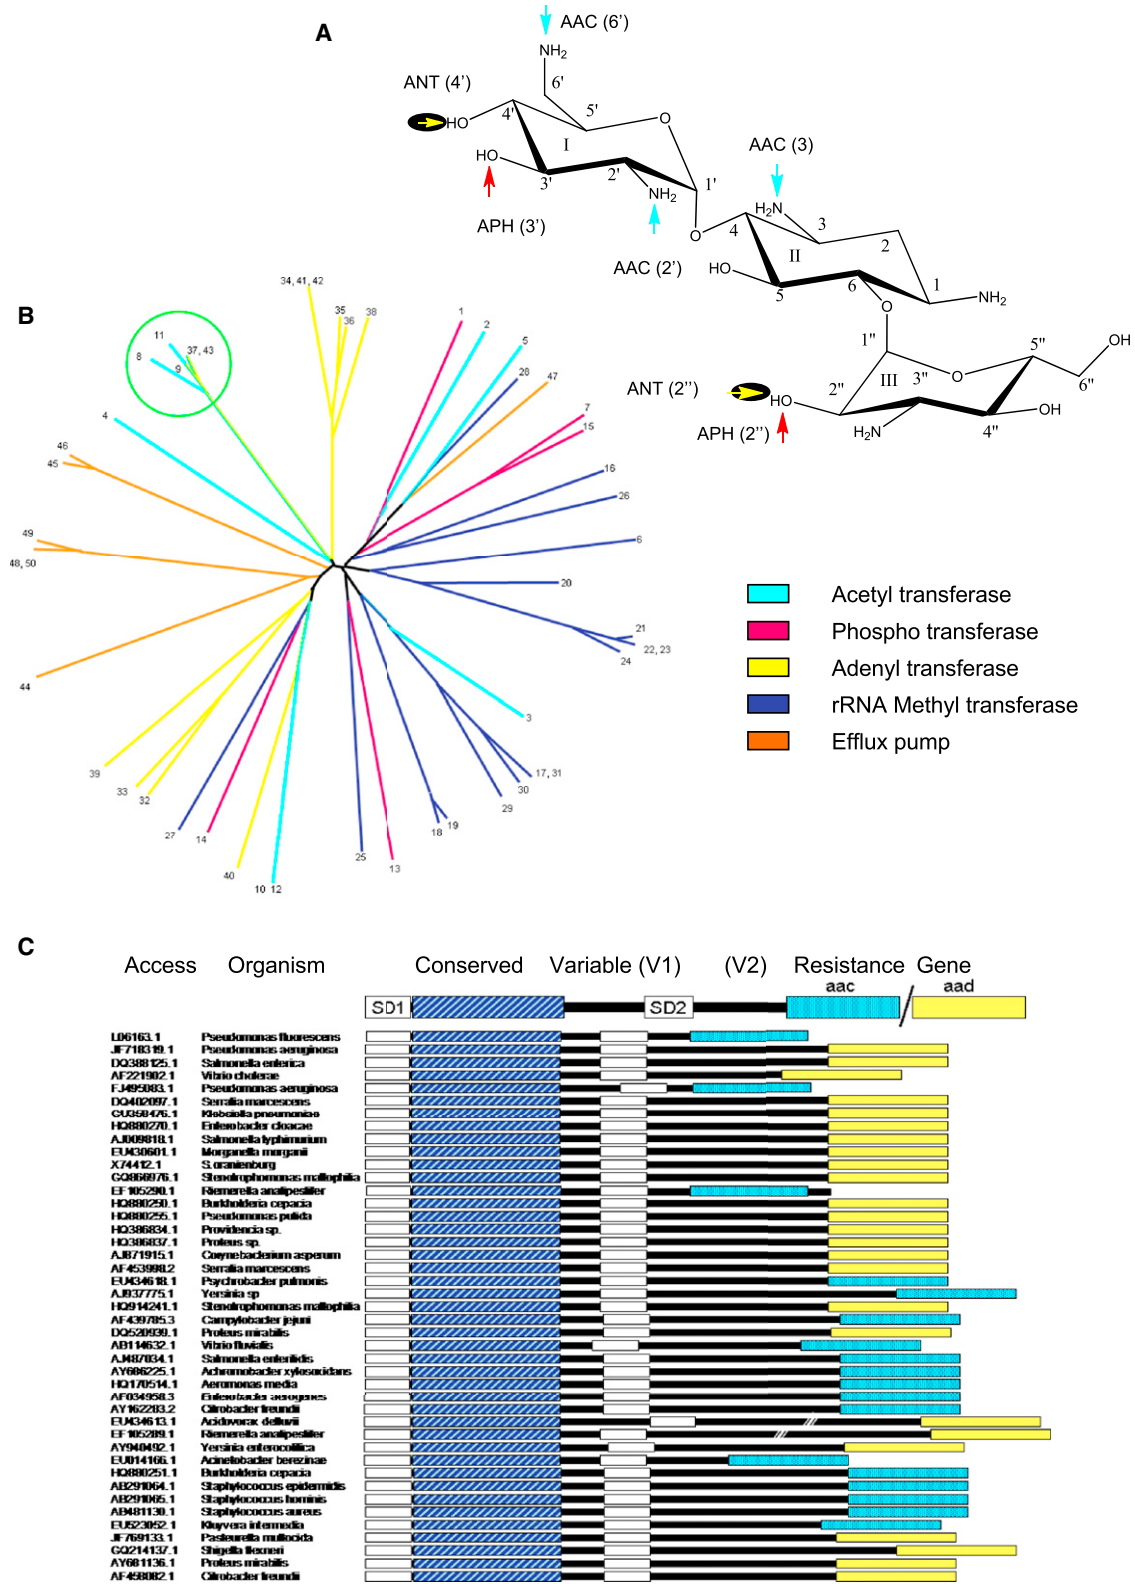 A
AAC (6’)
NH2
6'
ANT (4’)
4'
5'
O
HO
I
HO
3'
2'
1'
NH2
APH (3’)
AAC (2’)
AAC (3)
H2N
3
O
4
2
II
HO
5
6
1
NH2
O
1''
5''
OH
ANT (2’’)
2''
III
3''
O
6''
HO
APH (2’’)
H2N
4''
OH
B
34, 41, 42
35
36
38
1
2
5
28
47
7
15
16
26
6
20
21
22, 23
24
3
17, 31
30
29
19
18
13
25
10 12
40
14
27
32
33
39
44
48, 50
49
45
46
4
8
11
9
37, 43
Acetyl transferase
Phospho transferase
Adenyl transferase
rRNA Methyl transferase
Efflux pump
C
Access Organism Conserved Variable (V1) (V2) Resistance Gene
aac aad
SD1 SD2
L06163.1 Pseudomonas fluorescens
JF718319.1 Pseudomonas aeruginosa
DQ388125.1 Salmonella enterica
AF221902.1 Vibrio cholerae
FJ495083.1 Pseudomonas aeruginosa
DQ402097.1 Serratia marcescens
GU358476.1 Klebsiella pneumoniae
HQ880270.1 Enterobacter cloacae
AJ009818.1 Salmonella typhimurium
EU430601.1 Morganella morganii
X74412.1 S.oranienburg
GQ866976.1 Stenotrophomonas maltophilia
EF105290.1 Riemerella anatipestifer
HQ880250.1 Burkholderia cepacia
HQ880255.1 Pseudomonas putida
HQ386834.1 Providencia sp.
HQ386837.1 Proteus sp.
AJ871915.1 Corynebacterium asperum
AF453998.2 Serratia marcescens
EU434618.1 Psychrobacter pulmonis
AJ937775.1 Yersinia sp
HQ914241.1 Stenotrophomonas maltophilia
AF439785.3 Campylobacter jejuni
DQ520939.1 Proteus mirabilis
AB114632.1 Vibrio fluvialis
AJ487034.1 Salmonella enteritidis
AY686225.1 Achromobacter xylosoxidans
HQ170514.1 Aeromonas media
AF034958.3 Enterobacter aerogenes
AY162283.2 Citrobacter freundii
EU434613.1 Acidovorax defluvii
EF105289.1 Riemerella anatipestifer
AY940492.1 Yersinia enterocolitica
EU014166.1 Acinetobacter berezinae
HQ880251.1 Burkholderia cepacia
AB291064.1 Staphylococcus epidermidis
AB291065.1 Staphylococcus hominis
AB481130.1 Staphylococcus aureus
EU523052.1 Kluyvera intermedia
JF769133.1 Pasteurella multocida
GQ214137.1 Shigella flexneri
AY681136.1 Proteus mirabilis
AF458082.1 Citrobacter freundii